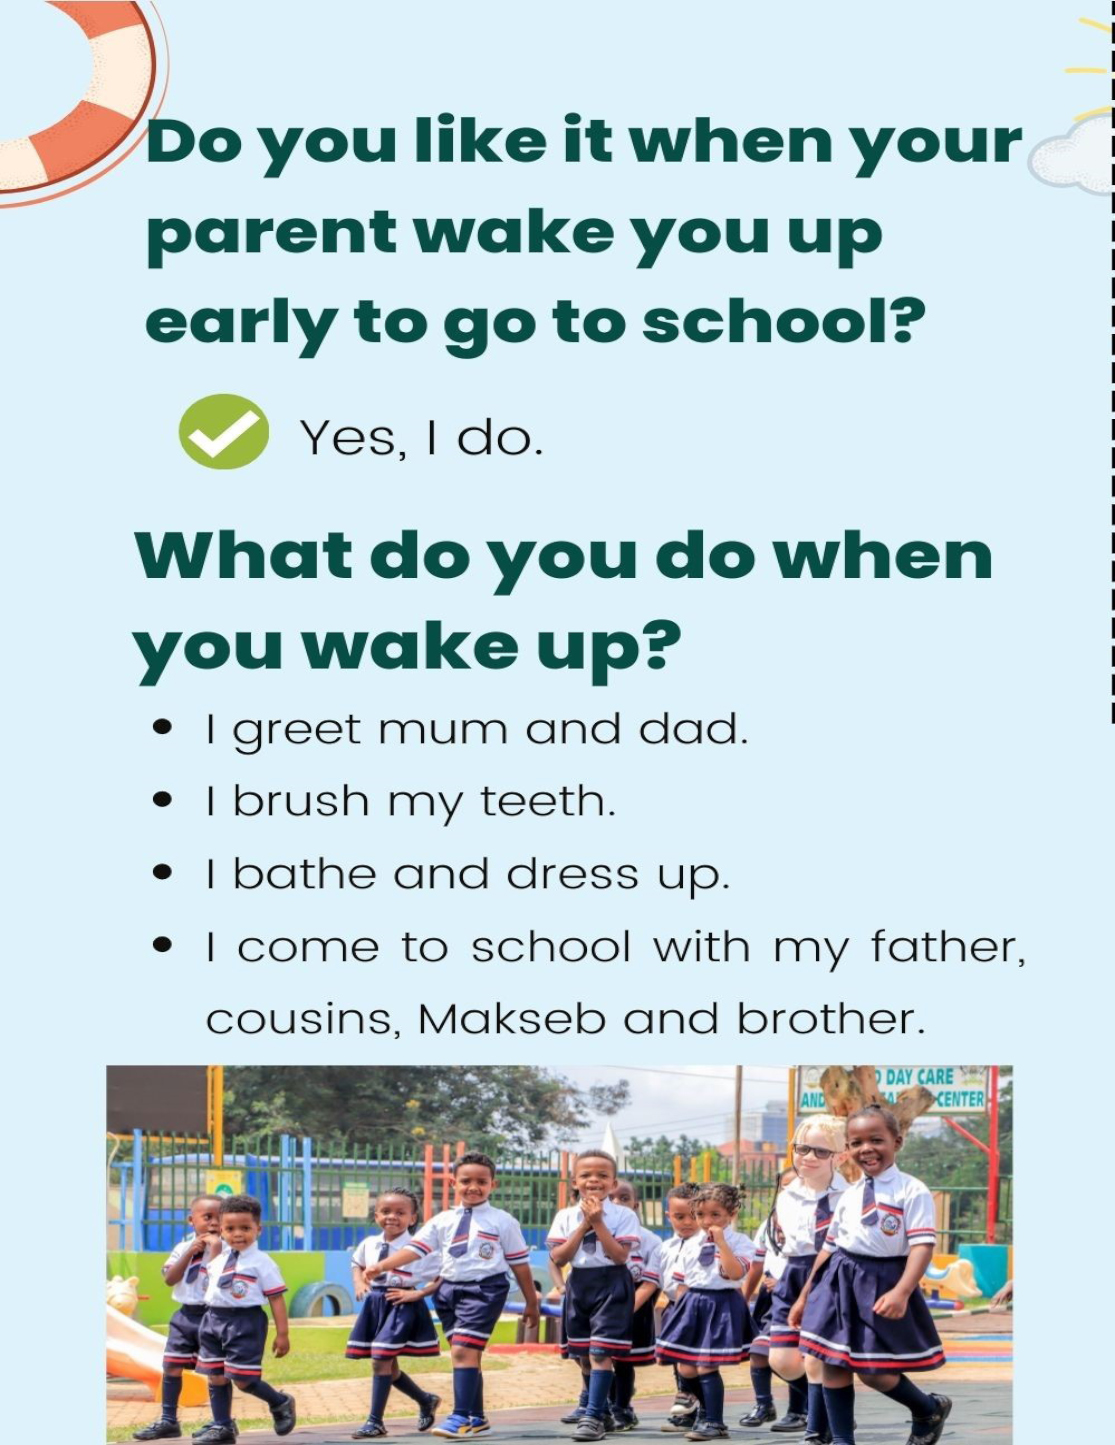 Do you like it when your
parent wake you up
early to go to school?
Yes, I do.
What do you do when
you wake up?
• I greet mum and dad.
• I brush my teeth.
• I bathe and dress up.
• I come to school with my father,
cousins, Makseb and brother.
DAY CARE
AND
CENTER